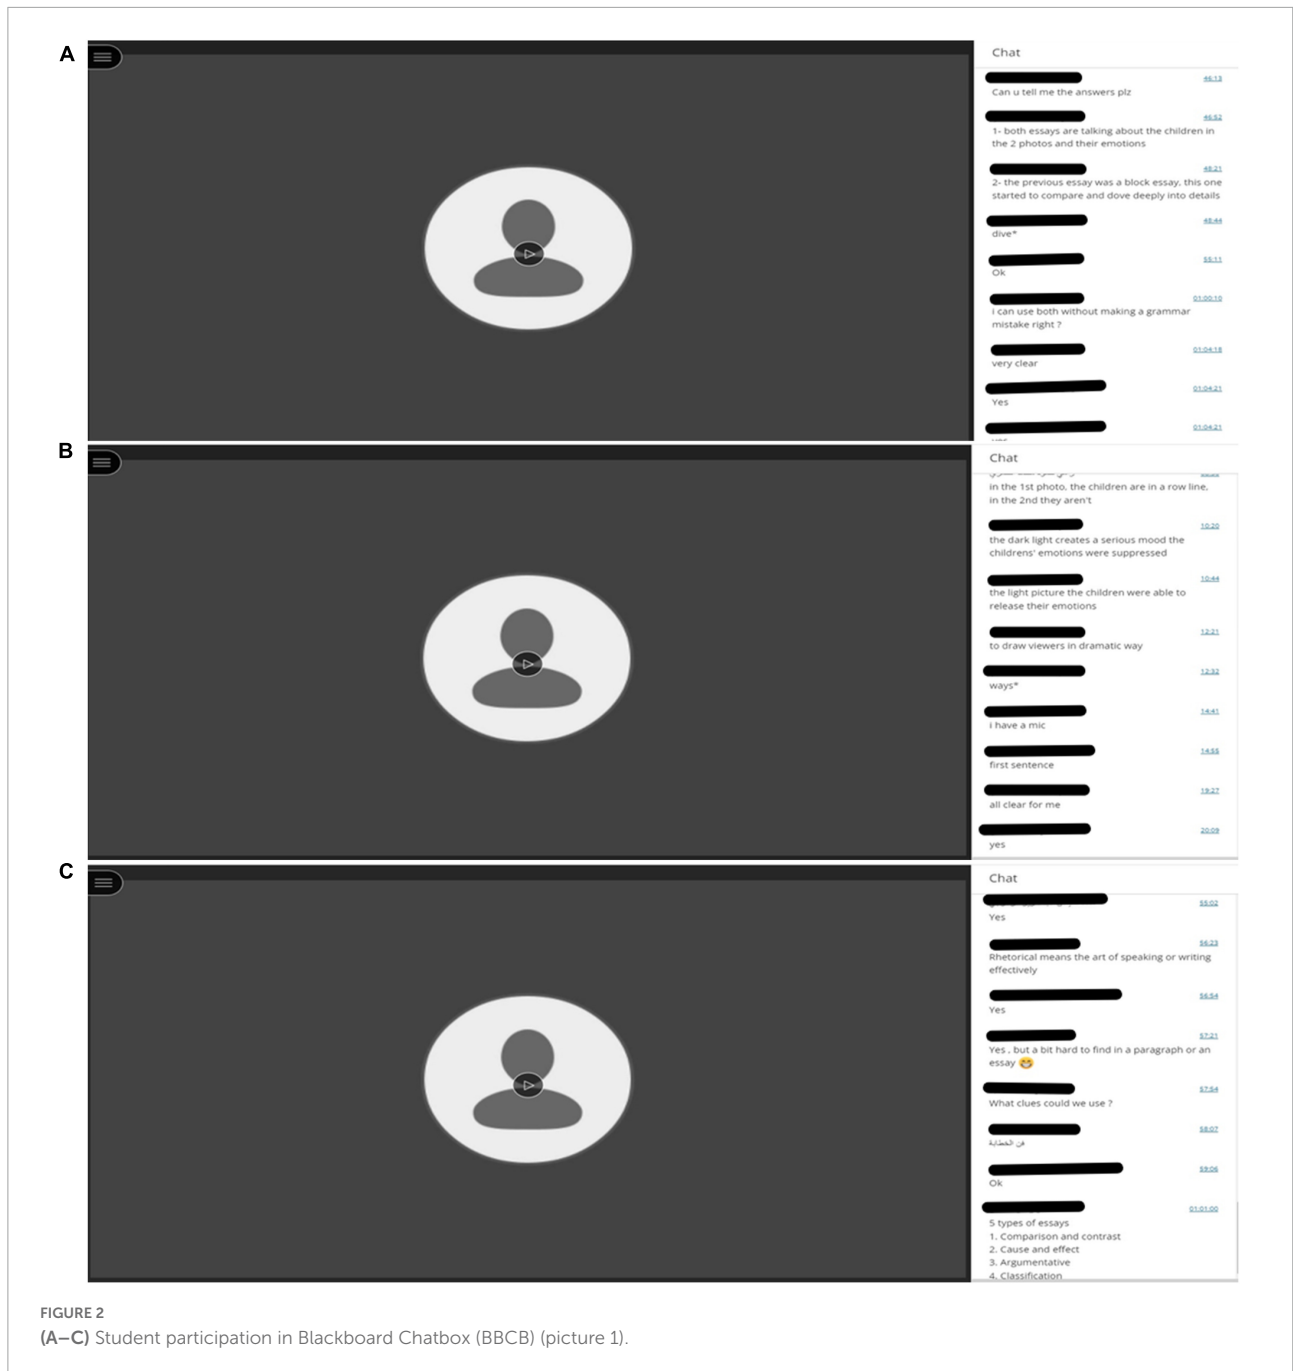 A
Chat
46:13
Can u tell me the answers plz
46:52
1- both essays are talking about the children in
the 2 photos and their emotions
48:21
2- the previous essay was a block essay, this one
started to compare and dove deeply into details
48:44
dive*
55:11
Ok
01:00:10
i can use both without making a grammar
mistake right ?
01:04:18
very clear
01:04:21
Yes
01:04:21
B
Chat
in the 1st photo, the children are in a row line,
in the 2nd they aren't
10:20
the dark light creates a serious mood the
childrens' emotions were suppressed
10:44
the light picture the children were able to
release their emotions
12:21
to draw viewers in dramatic way
12:32
ways*
14:41
i have a mic
14:55
first sentence
19:27
all clear for me
20:09
yes
C
Chat
55:02
Yes
56:23
Rhetorical means the art of speaking or writing
effectively
56:54
Yes
57:21
Yes , but a bit hard to find in a paragraph or an
essay 😁
57:54
What clues could we use ?
58:07
فن الخطابة
59:06
Ok
01:01:00
5 types of essays
1. Comparison and contrast
2. Cause and effect
3. Argumentative
4. Classification
FIGURE 2
(A–C) Student participation in Blackboard Chatbox (BBCB) (picture 1).